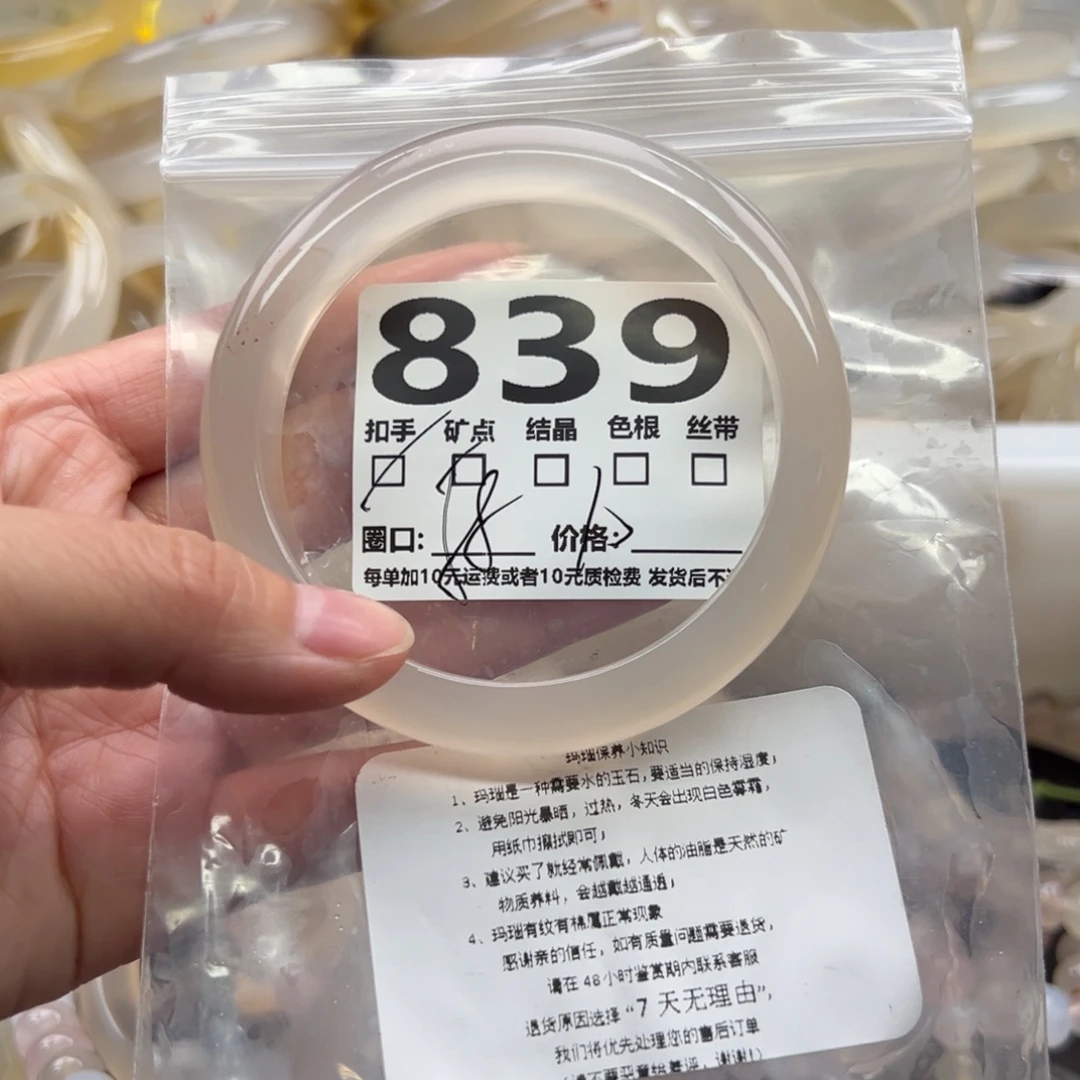 839
扣手 矿点 结晶 色根 丝带
圈口: 价格:
每单加10元运费或者10元质检费 发货后不
玛瑙保养小知识
1、玛瑙是一种需要水的玉石,要适当的保持湿度,
2、避免阳光暴晒，过热，冬天会出现白色雾霜,
用纸巾擦拭即可,
3、建议买了就经常佩戴，人体的油脂是天然的矿
物质养料，会越戴越通透,
4、玛瑙有纹有棉属正常现象
感谢亲的信任，如有质量问题需要退货,
请在 48小时鉴赏期内联系客服
退货原因选择“7 天无理由”,
我们将优先处理您的售后订单